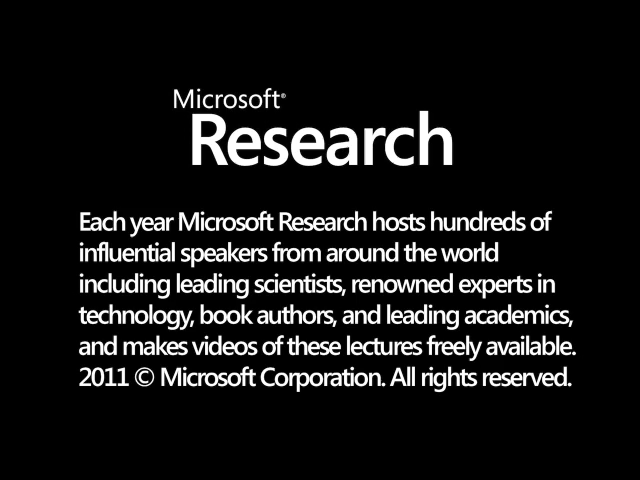 Microsoft®
Research
Each year Microsoft Research hosts hundreds of
influential speakers from around the world
including leading scientists, renowned experts in
technology, book authors, and leading academics,
and makes videos of these lectures freely available.
2011 © Microsoft Corporation. All rights reserved.